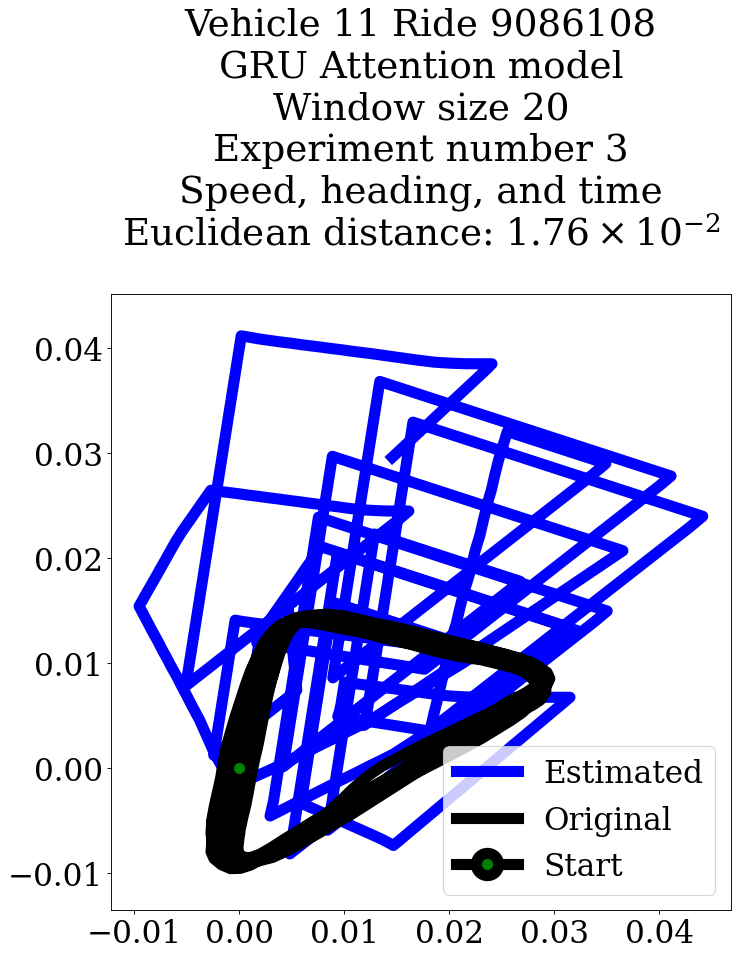 Vehicle 11 Ride 9086108
GRU Attention model
Window size 20
Experiment number 3
Speed, heading, and time
Euclidean distance: 1.76 × 10⁻²
0.04
0.03
0.02
0.01
0.00
−0.01
Estimated
Original
Start
−0.01 0.00 0.01 0.02 0.03 0.04